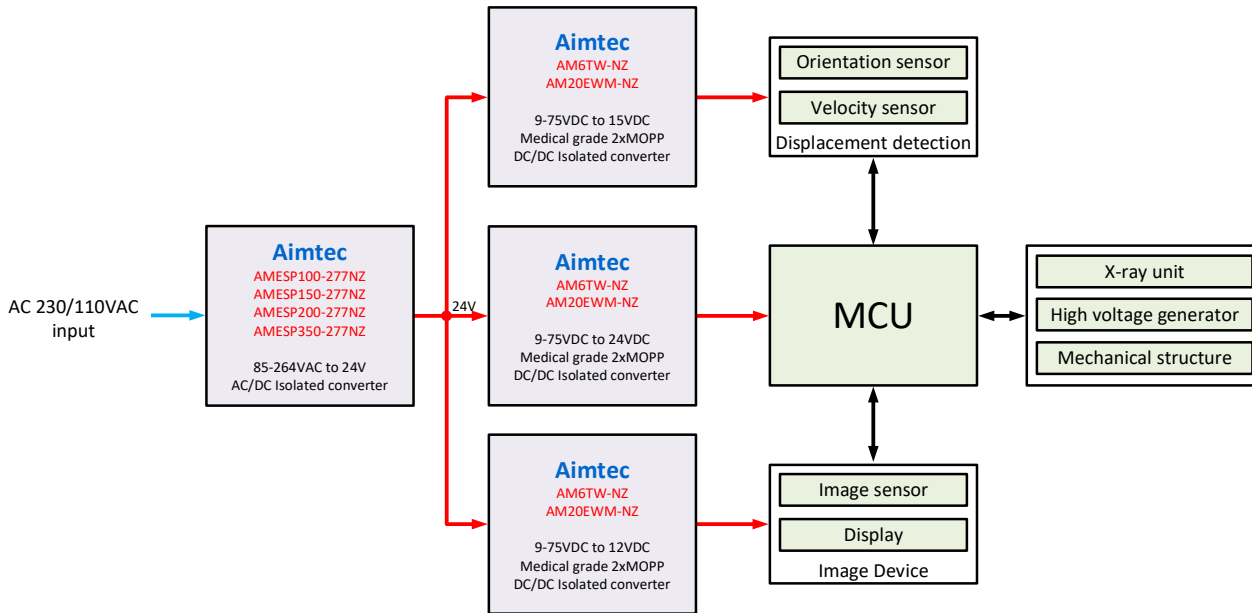 AC 230/110VAC
input
Aimtec
AMESP100-277NZ
AMESP150-277NZ
AMESP200-277NZ
AMESP350-277NZ
85-264VAC to 24V
AC/DC Isolated converter
24V
Aimtec
AM6TW-NZ
AM20EWM-NZ
9-75VDC to 15VDC
Medical grade 2xMOPP
DC/DC Isolated converter
Orientation sensor
Velocity sensor
Displacement detection
Aimtec
AM6TW-NZ
AM20EWM-NZ
9-75VDC to 24VDC
Medical grade 2xMOPP
DC/DC Isolated converter
MCU
X-ray unit
High voltage generator
Mechanical structure
Aimtec
AM6TW-NZ
AM20EWM-NZ
9-75VDC to 12VDC
Medical grade 2xMOPP
DC/DC Isolated converter
Image sensor
Display
Image Device